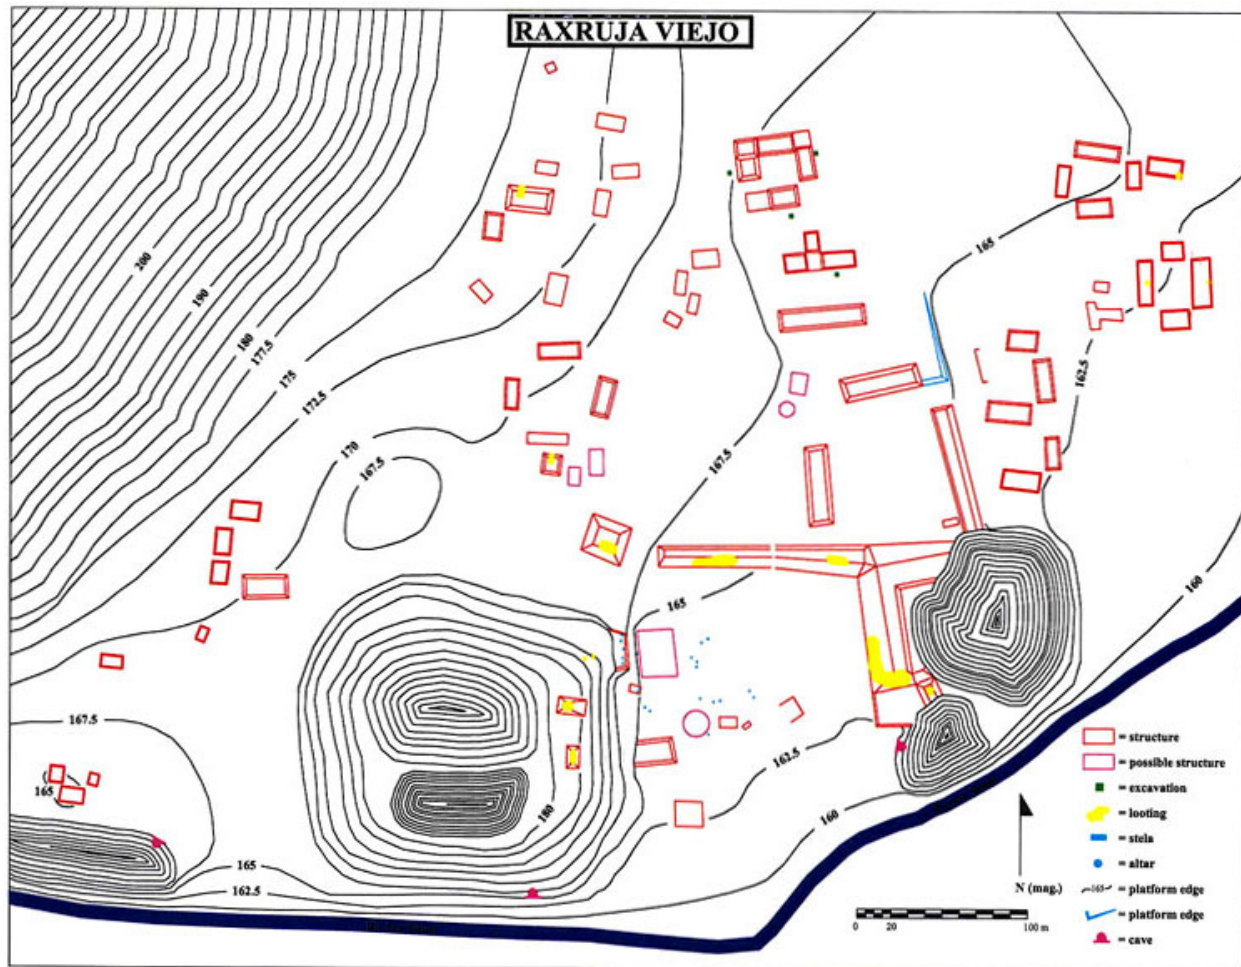 RAXRUJA VIEJO
200
190
180
177.5
175
172.5
170
167.5
167.5
165
162.5
165
160
167.5
165
180
162.5
160
165
162.5
= structure
= possible structure
= excavation
= looting
= stela
= altar
165 = platform edge
= platform edge
= cave
N (mag.)
0 20 100 m